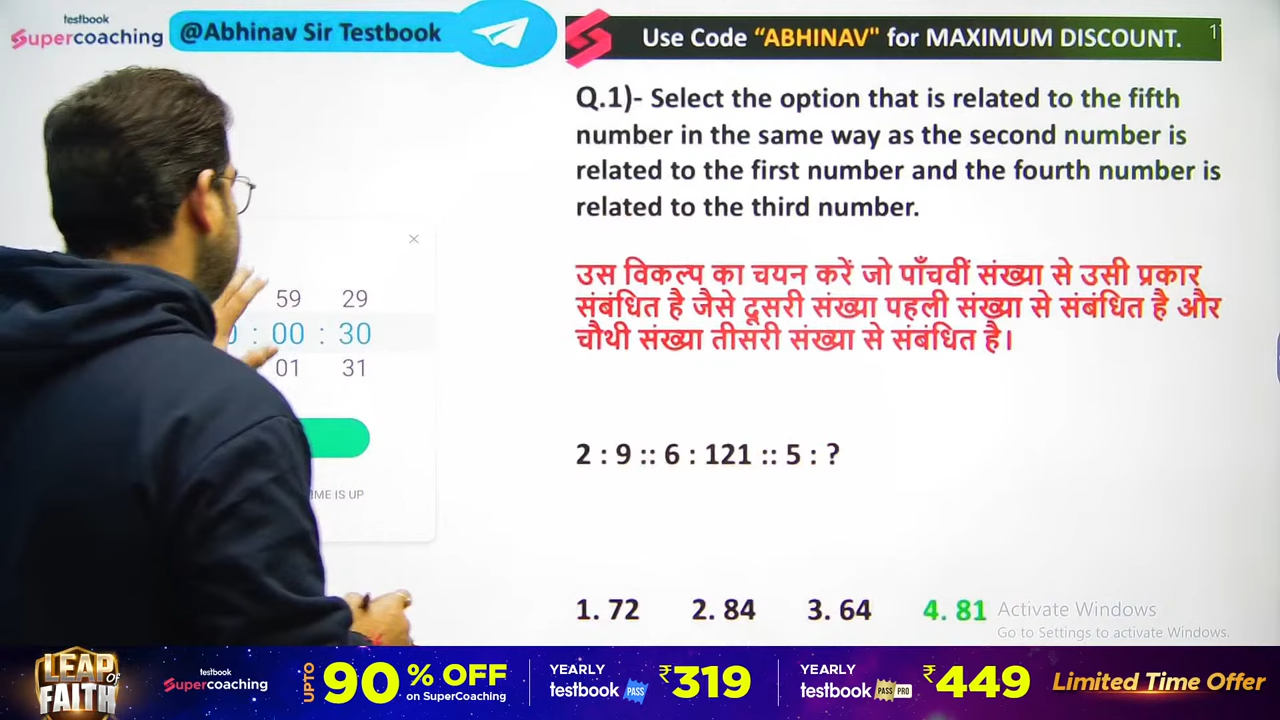 testbook
Supercoaching
@Abhinav Sir Testbook
Use Code “ABHINAV" for MAXIMUM DISCOUNT.
Q.1)- Select the option that is related to the fifth
number in the same way as the second number is
related to the first number and the fourth number is
related to the third number.
उस विकल्प का चयन करें जो पाँचवीं संख्या से उसी प्रकार
संबंधित है जैसे दूसरी संख्या पहली संख्या से संबंधित है और
चौथी संख्या तीसरी संख्या से संबंधित है।
59 29
: 00 : 30
01 31
IME IS UP
2 : 9 :: 6 : 121 :: 5 : ?
1. 72 2. 84 3. 64 4. 81
Activate Windows
Go to Settings to activate Windows.
LEAP OF FAITH
testbook
Supercoaching
UPTO 90% OFF
on SuperCoaching
YEARLY
testbook PASS
₹319
YEARLY
testbook PASS PRO
₹449
Limited Time Offer